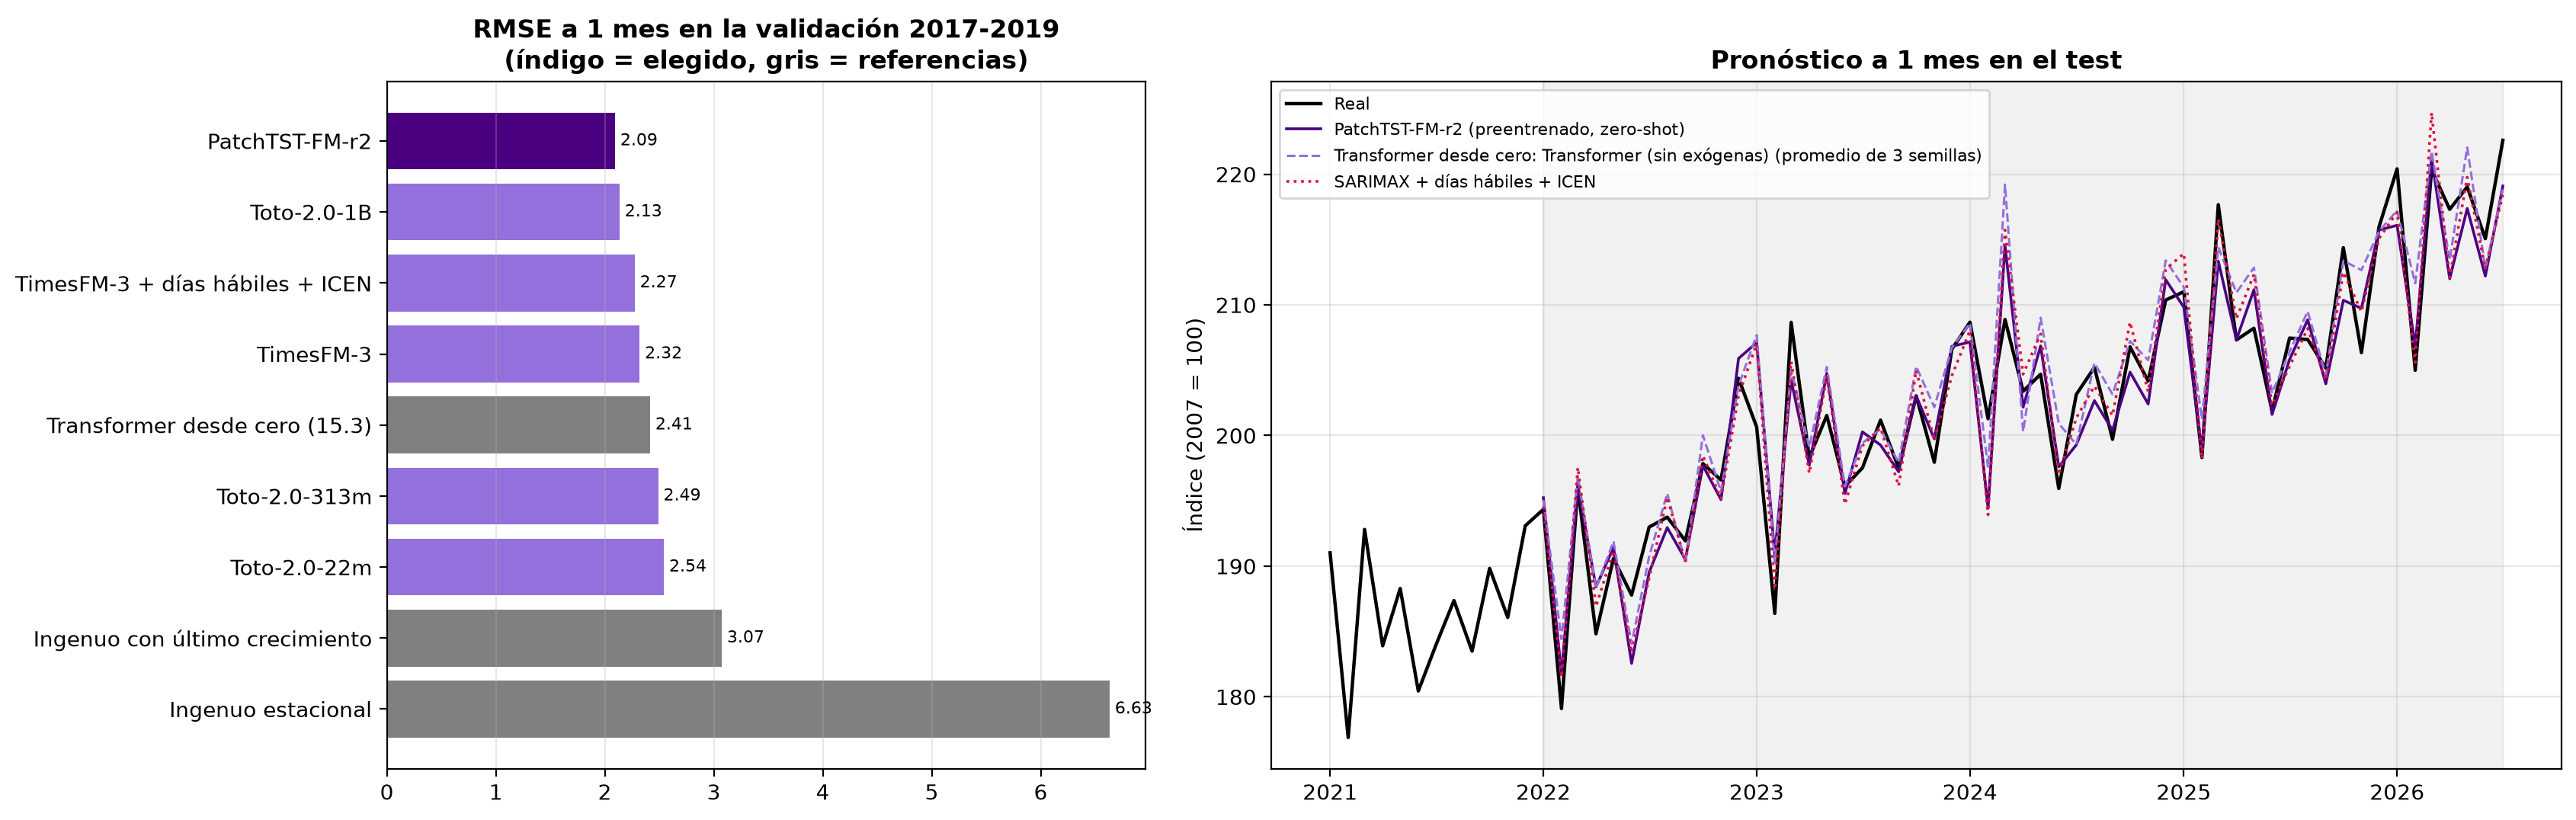 RMSE a 1 mes en la validación 2017-2019
(índigo = elegido, gris = referencias)
PatchTST-FM-r2
2.09
Toto-2.0-1B
2.13
TimesFM-3 + días hábiles + ICEN
2.27
TimesFM-3
2.32
Transformer desde cero (15.3)
2.41
Toto-2.0-313m
2.49
Toto-2.0-22m
2.54
Ingenuo con último crecimiento
3.07
Ingenuo estacional
6.63
0 1 2 3 4 5 6
Pronóstico a 1 mes en el test
Real
PatchTST-FM-r2 (preentrenado, zero-shot)
Transformer desde cero: Transformer (sin exógenas) (promedio de 3 semillas)
SARIMAX + días hábiles + ICEN
Índice (2007 = 100)
220
210
200
190
180
2021 2022 2023 2024 2025 2026